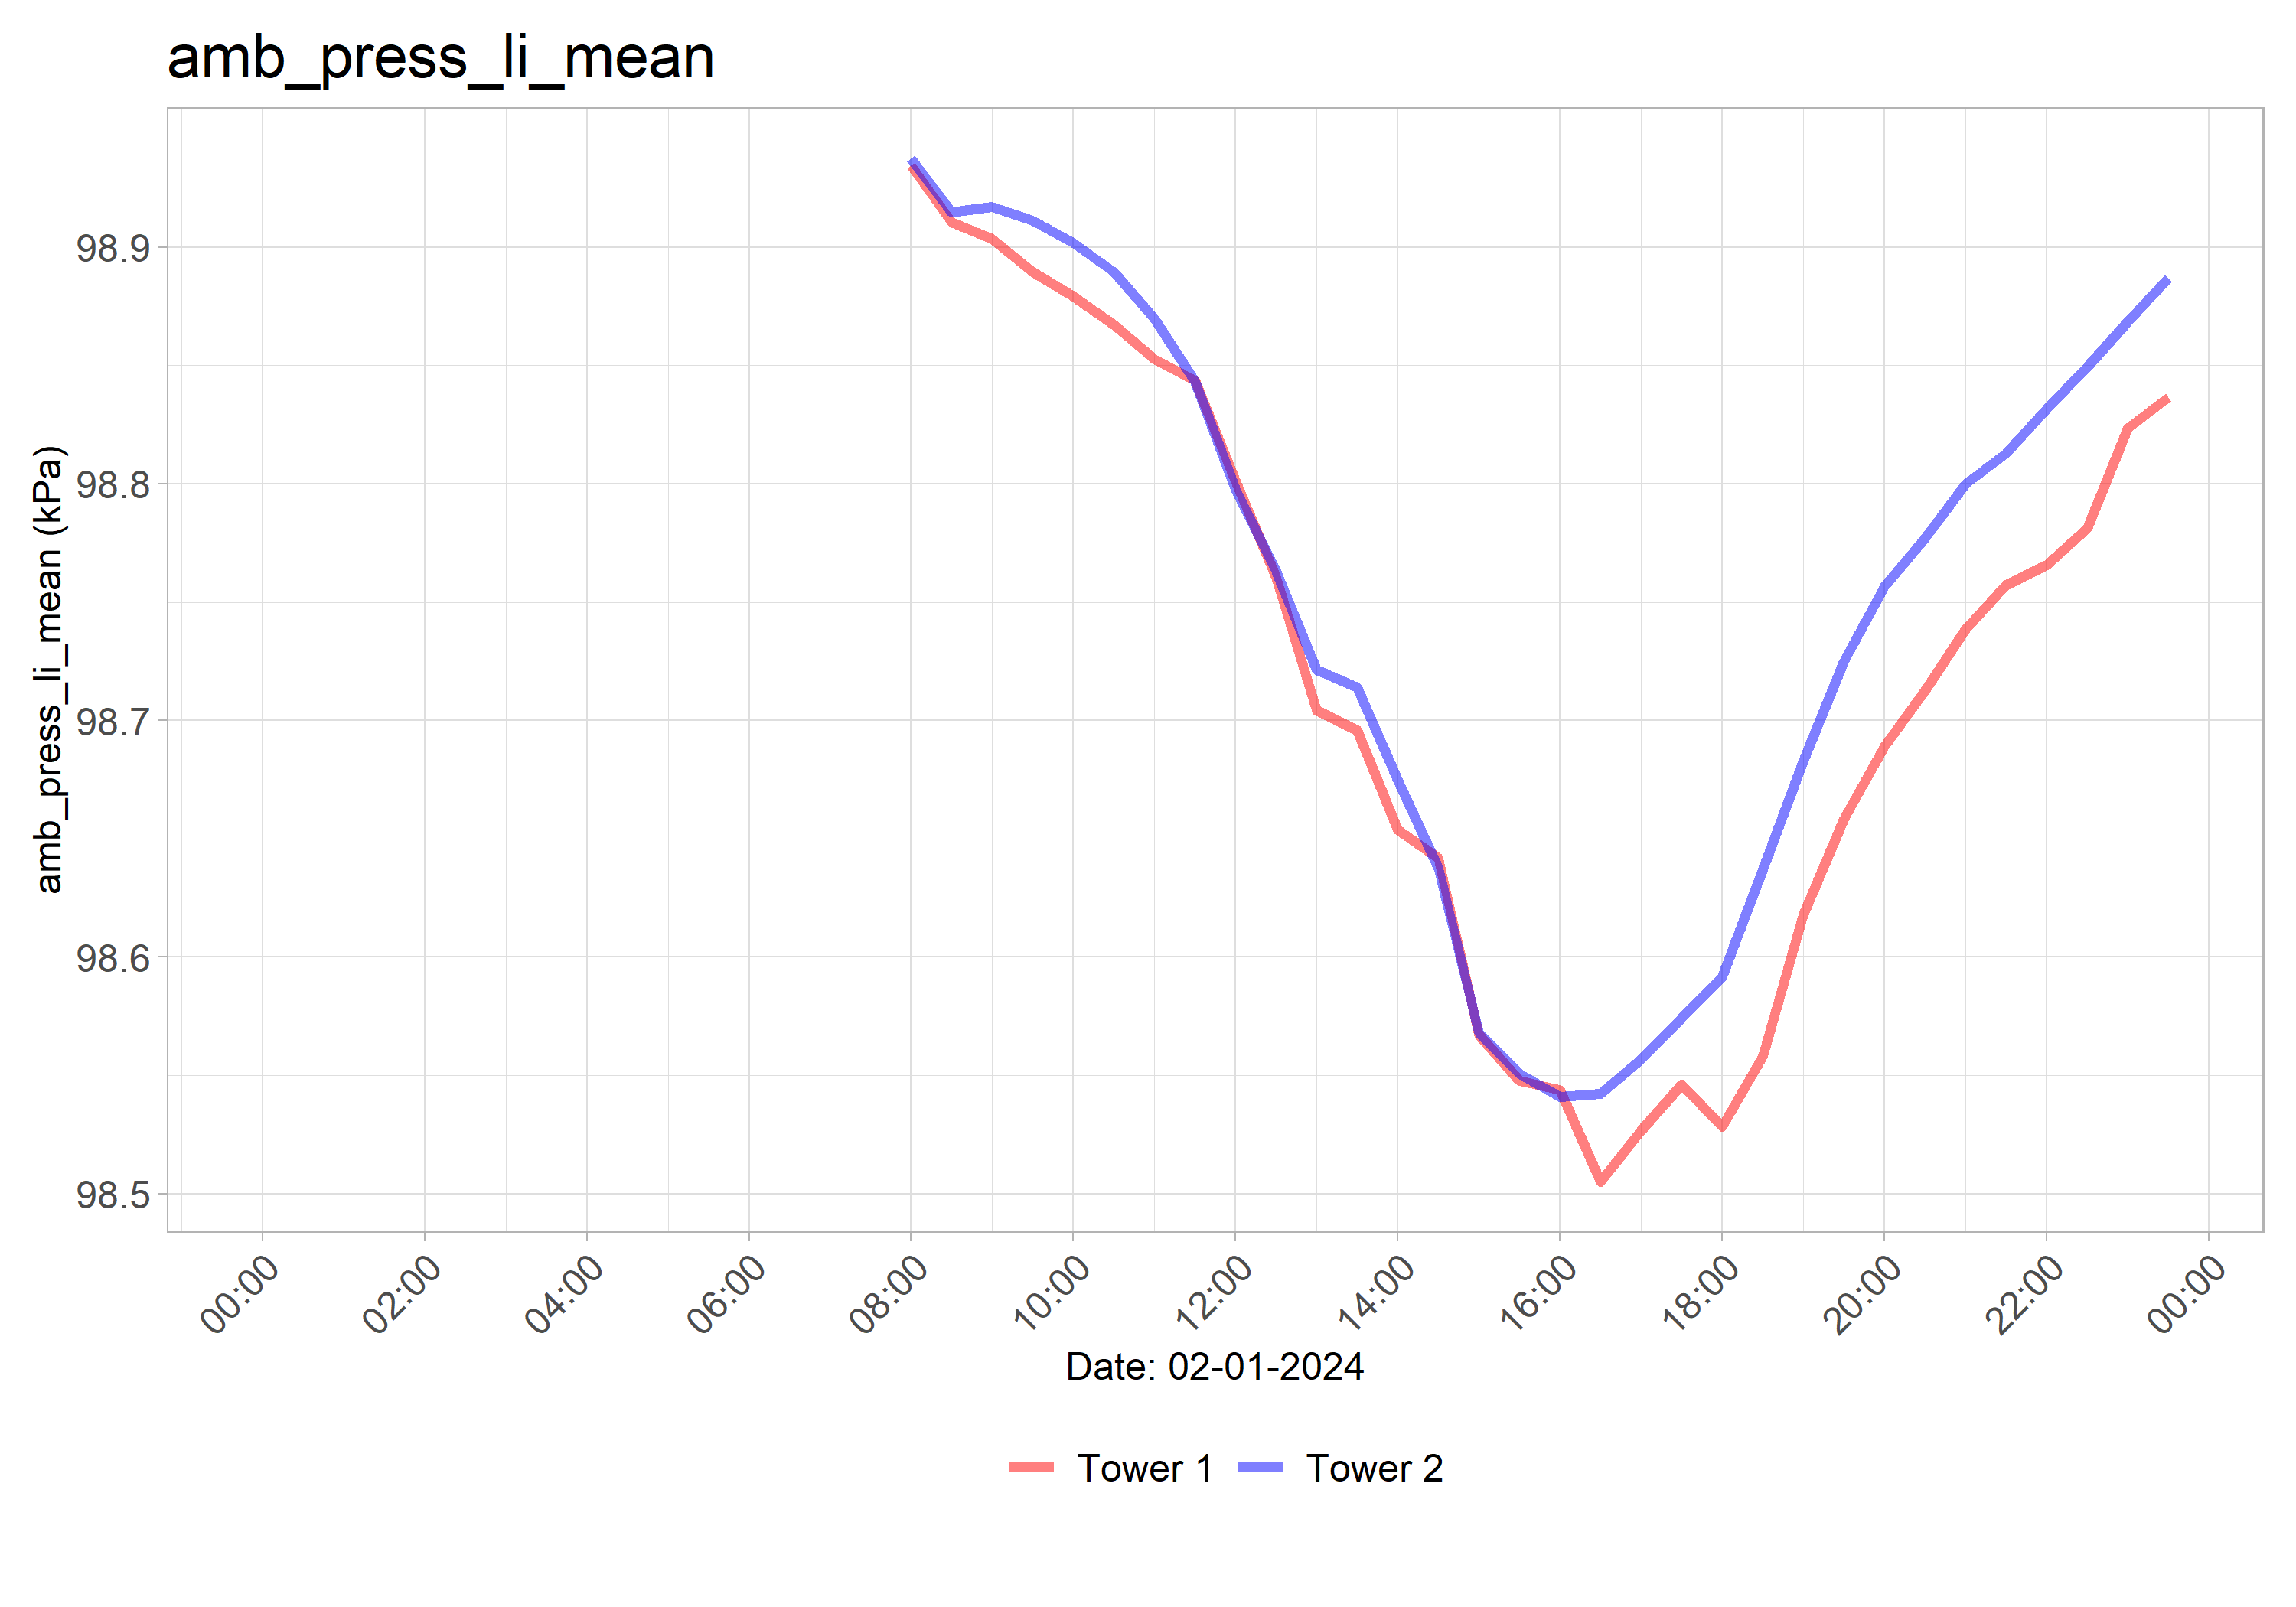 amb_press_li_mean
amb_press_li_mean (kPa)
98.9
98.8
98.7
98.6
98.5
00:00 02:00 04:00 06:00 08:00 10:00 12:00 14:00 16:00 18:00 20:00 22:00 00:00
Date: 02-01-2024
Tower 1 Tower 2